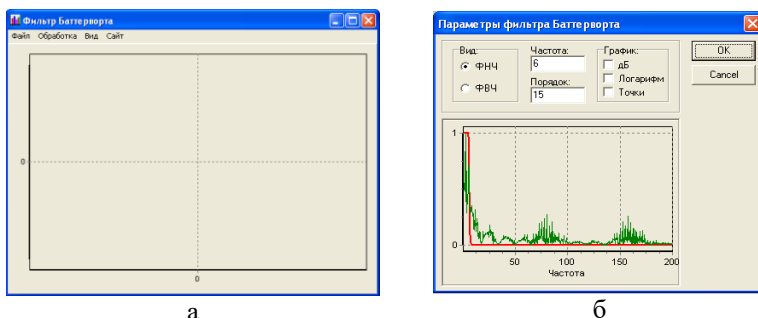 Фильтр Баттерворта
Файл Обработка Вид Сайт
0
0
а
Параметры фильтра Баттерворта
Вид:
ФНЧ
ФВЧ
Частота:
6
Порядок:
15
График:
дБ
Логарифм
Точки
OK
Cancel
1
0
50 100 150 200
Частота
б